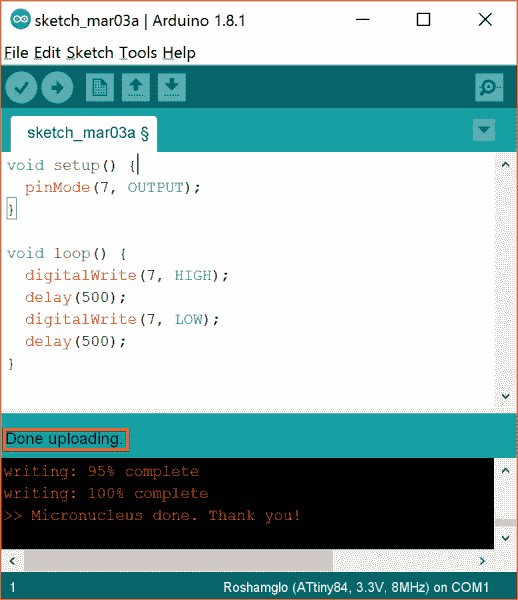 sketch_mar03a | Arduino 1.8.1
File Edit Sketch Tools Help
sketch_mar03a §
void setup() {
  pinMode(7, OUTPUT);
}
void loop() {
  digitalWrite(7, HIGH);
  delay(500);
  digitalWrite(7, LOW);
  delay(500);
}
Done uploading.
writing: 95% complete
writing: 100% complete
>> Micronucleus done. Thank you!
1 Roshamglo (ATtiny84, 3.3V, 8MHz) on COM1